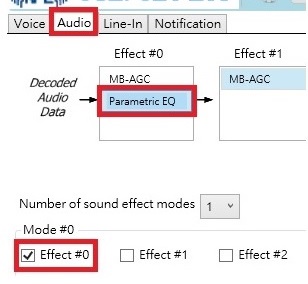 Voice Audio Line-In Notification
Effect #0 Effect #1
Decoded
Audio
Data
MB-AGC
Parametric EQ
MB-AGC
Number of sound effect modes 1
Mode #0
Effect #0 Effect #1 Effect #2